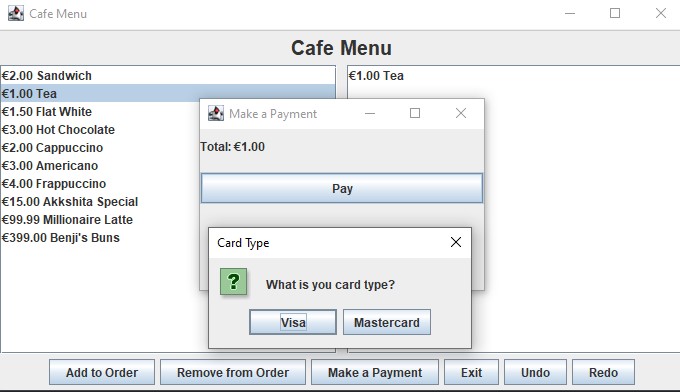 Cafe Menu
Cafe Menu
€2.00 Sandwich
€1.00 Tea
€1.50 Flat White
€3.00 Hot Chocolate
€2.00 Cappuccino
€3.00 Americano
€4.00 Frappuccino
€15.00 Akkshita Special
€99.99 Millionaire Latte
€399.00 Benji's Buns
€1.00 Tea
Make a Payment
Total: €1.00
Pay
Card Type
?
What is you card type?
Visa Mastercard
Add to Order Remove from Order Make a Payment Exit Undo Redo